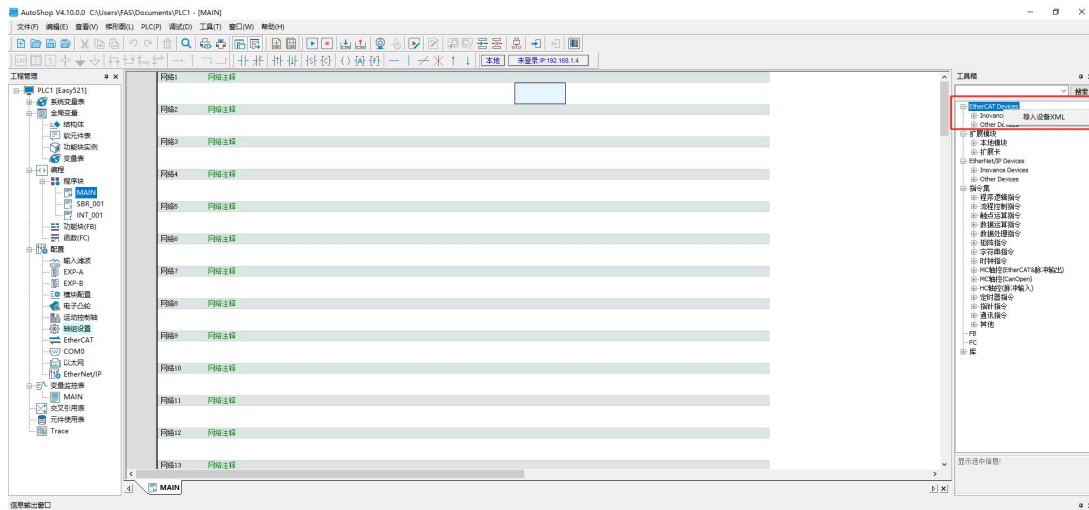 AutoShop V4.10.0.0 C:\Users\FAS\Documents\PLC1 - [MAIN]
文件(F) 编辑(E) 查看(V) 梯形图(L) PLC(P) 调试(D) 工具(T) 窗口(W) 帮助(H)
本地 未登录:IP:192.168.1.4
工程管理
PLC1 [Easy521]
系统变量表
全局变量
结构体
软元件表
功能块实例
变量表
编程
程序块
MAIN
SBR_001
INT_001
功能块(FB)
函数(FC)
配置
输入滤波
EXP-A
EXP-B
模块配置
电子凸轮
运动控制轴
轴组设置
EtherCAT
COM0
以太网
EtherNet/IP
变量监控表
MAIN
交叉引用表
元件使用表
Trace
网络1 网络注释
网络2 网络注释
网络3 网络注释
网络4 网络注释
网络5 网络注释
网络6 网络注释
网络7 网络注释
网络8 网络注释
网络9 网络注释
网络10 网络注释
网络11 网络注释
网络12 网络注释
网络13 网络注释
MAIN
工具箱
搜索
EtherCAT Devices
Inovance
导入设备XML
Other Devices
扩展模块
本地模块
扩展卡
EtherNet/IP Devices
Inovance Devices
Other Devices
指令集
程序逻辑指令
流程控制指令
触点运算指令
数据运算指令
数据处理指令
矩阵指令
字符串指令
时钟指令
MC轴控(EtherCAT&脉冲输出)
MC轴控(CanOpen)
HC轴控(脉冲输入)
定时器指令
指针指令
通讯指令
其他
FB
FC
库
显示选中信息!
信息输出窗口